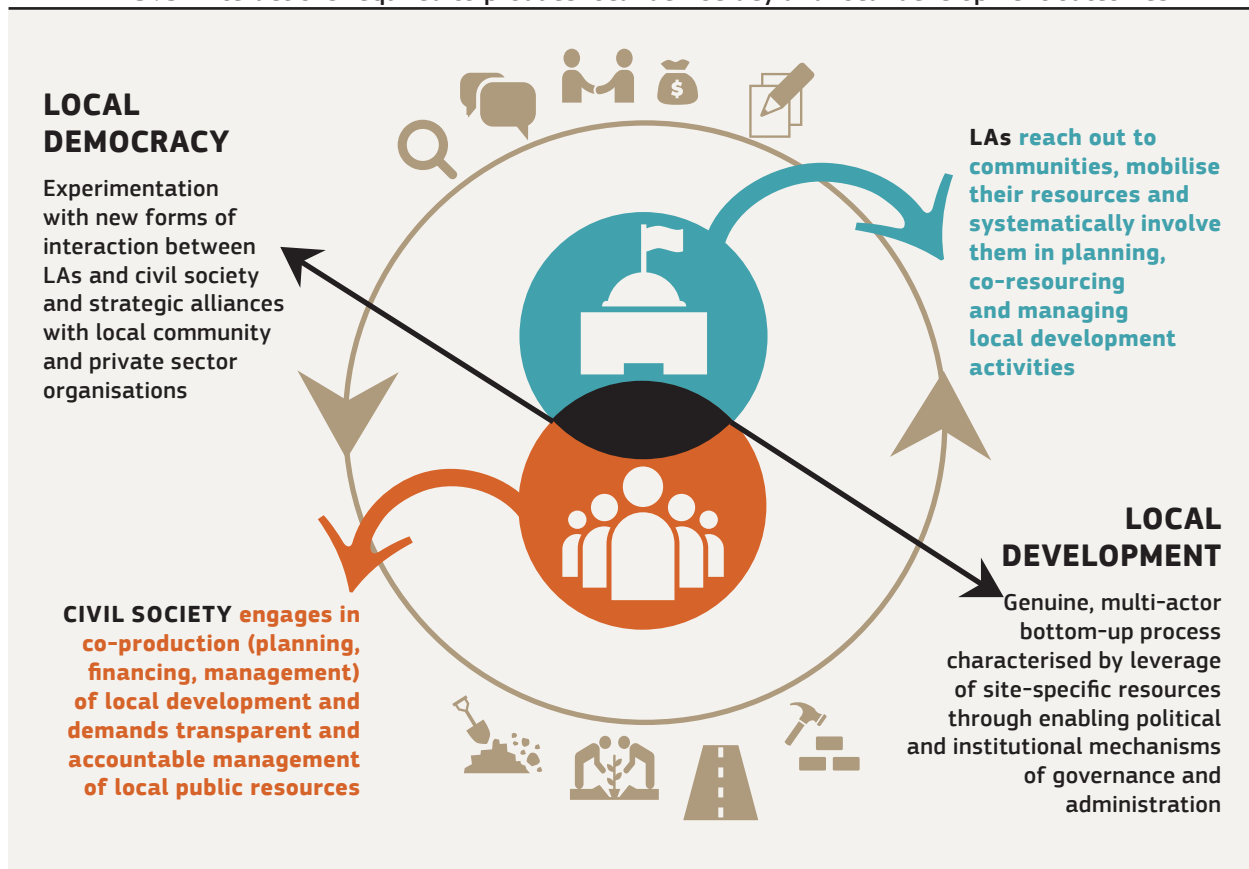 LOCAL
DEMOCRACY
Experimentation
with new forms of
interaction between
LAs and civil society
and strategic alliances
with local community
and private sector
organisations
$
LAs reach out to
communities, mobilise
their resources and
systematically involve
them in planning,
co-resourcing
and managing
local development
activities
CIVIL SOCIETY engages in
co-production (planning,
financing, management)
of local development and
demands transparent and
accountable management
of local public resources
LOCAL
DEVELOPMENT
Genuine, multi-actor
bottom-up process
characterised by leverage
of site-specific resources
through enabling political
and institutional mechanisms
of governance and
administration